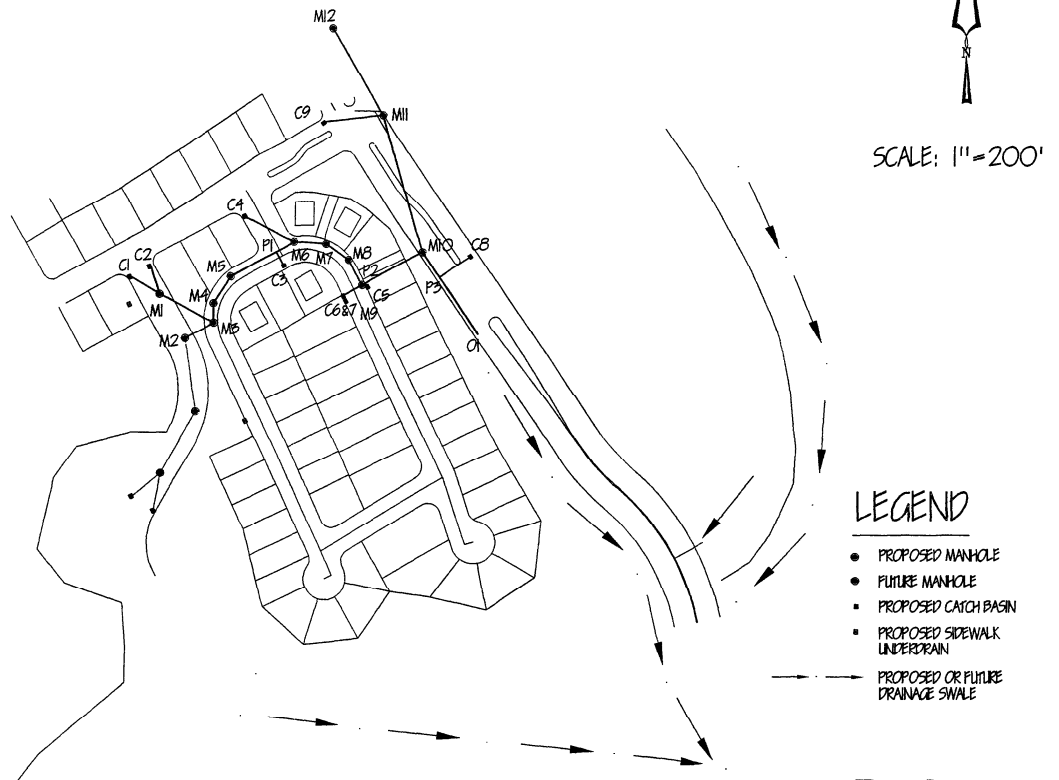 M12
N
M11
C9
SCALE: 1"=200'
C4
P1
M6
M7
M8
M10
C8
C2
C1
M5
C3
P2
P3
M4
C5
M1
C6&7
M9
M3
M2
O1
LEGEND
PROPOSED MANHOLE
FUTURE MANHOLE
PROPOSED CATCH BASIN
PROPOSED SIDEWALK
UNDERDRAIN
PROPOSED OR FUTURE
DRAINAGE SWALE